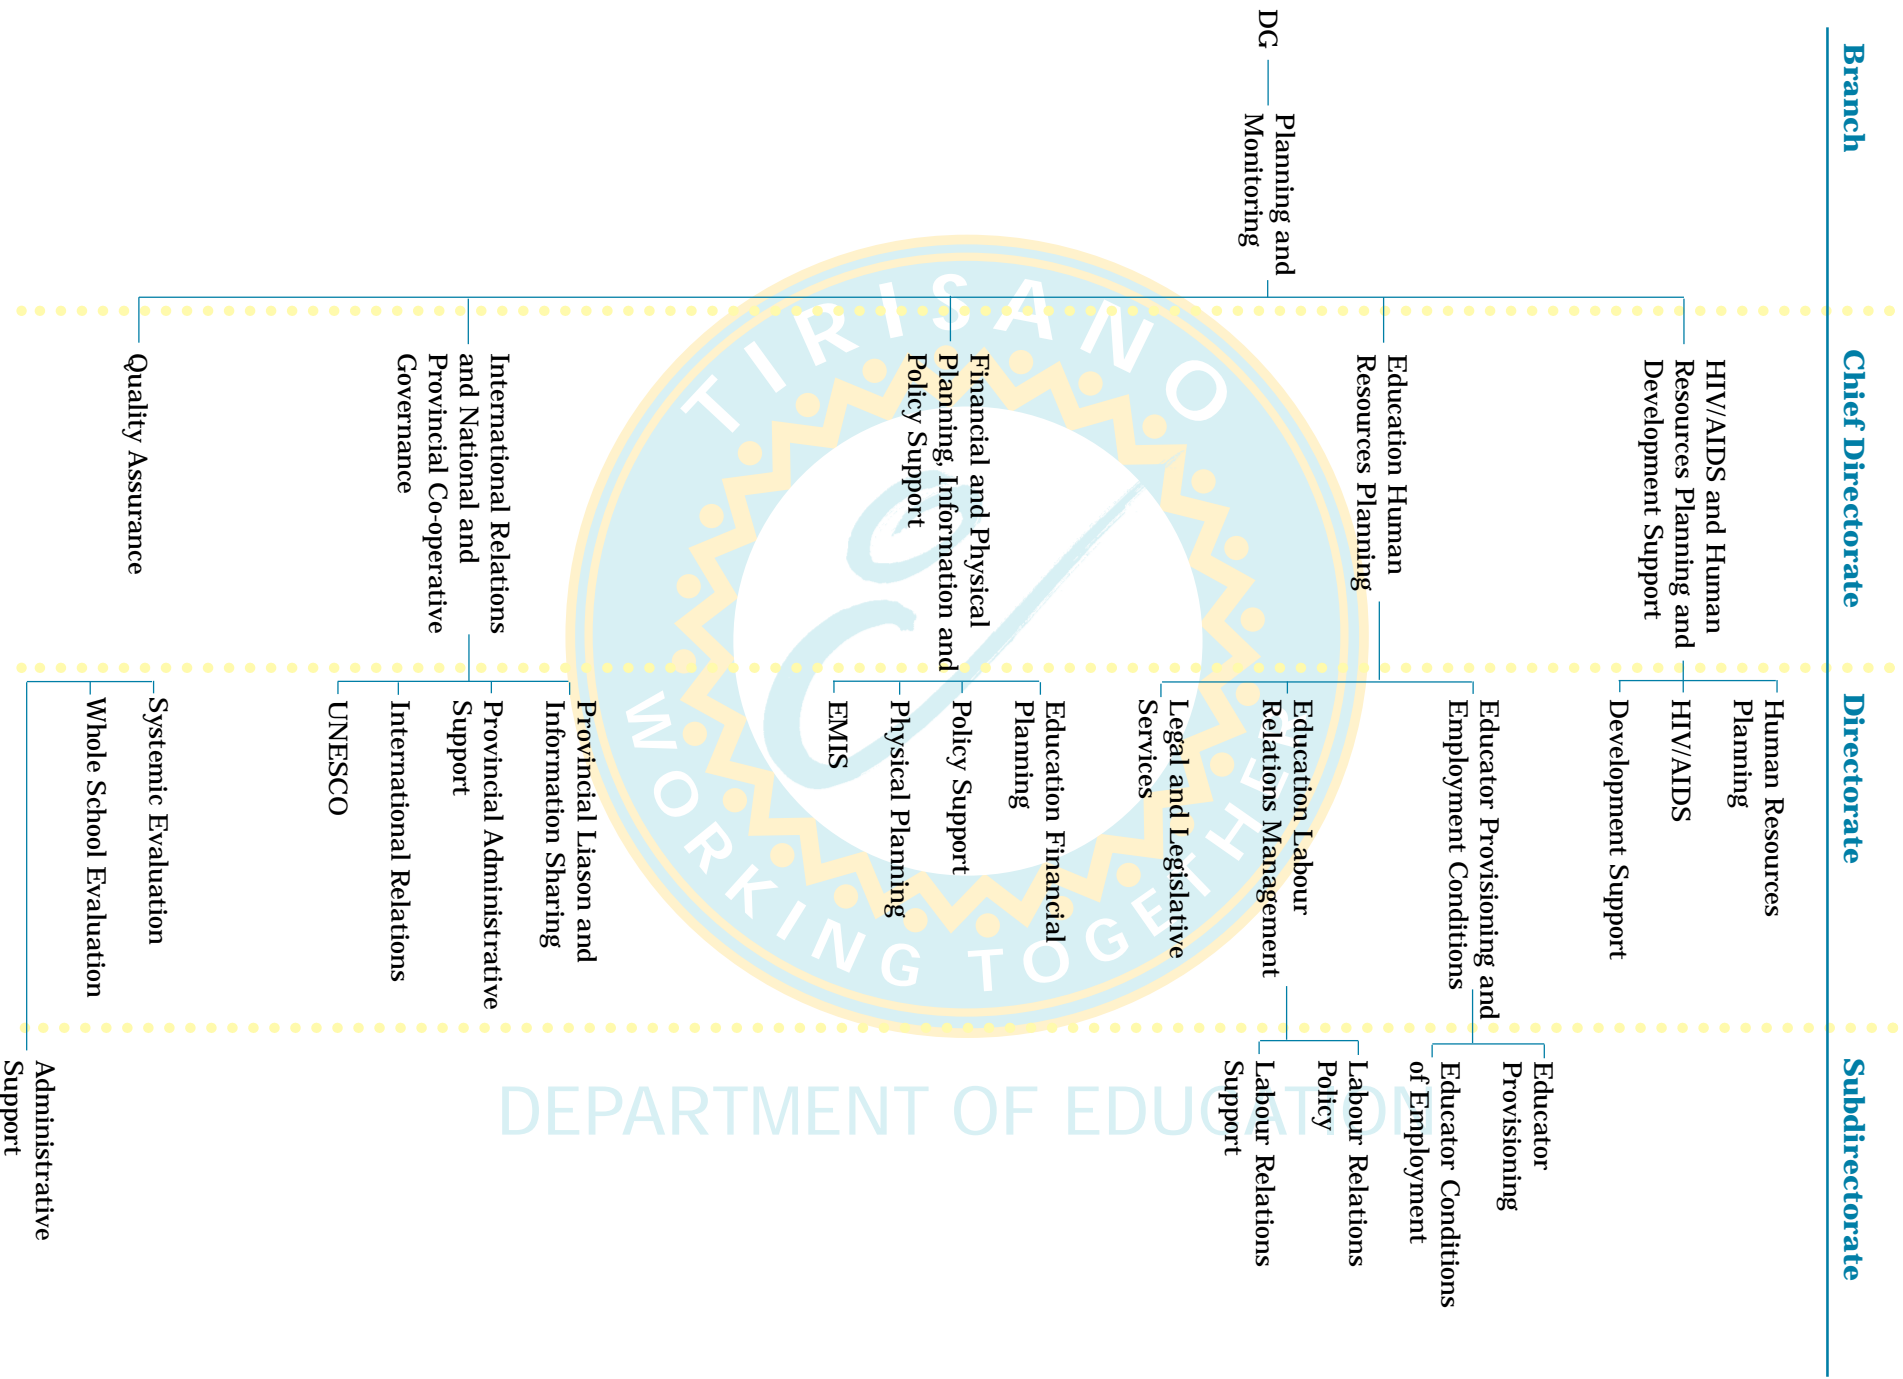 Branch
Chief Directorate
Directorate
Subdirectorate
DG
Planning and
Monitoring
HIV/AIDS and Human
Resources Planning and
Development Support
Human Resources
Planning
HIV/AIDS
Development Support
Education Human
Resources Planning
Educator Provisioning and
Employment Conditions
Educator
Provisioning
Educator Conditions
of Employment
Education Labour
Relations Management
Labour Relations
Policy
Labour Relations
Support
Legal and Legislative
Services
Financial and Physical
Planning, Information and
Policy Support
Education Financial
Planning
Policy Support
Physical Planning
EMIS
International Relations
and National and
Provincial Co-operative
Governance
Provincial Liason and
Information Sharing
Provincial Administrative
Support
International Relations
UNESCO
Quality Assurance
Systemic Evaluation
Whole School Evaluation
Administrative
Support
TIRISANO
WORKING TOGETHER
DEPARTMENT OF EDUCATION